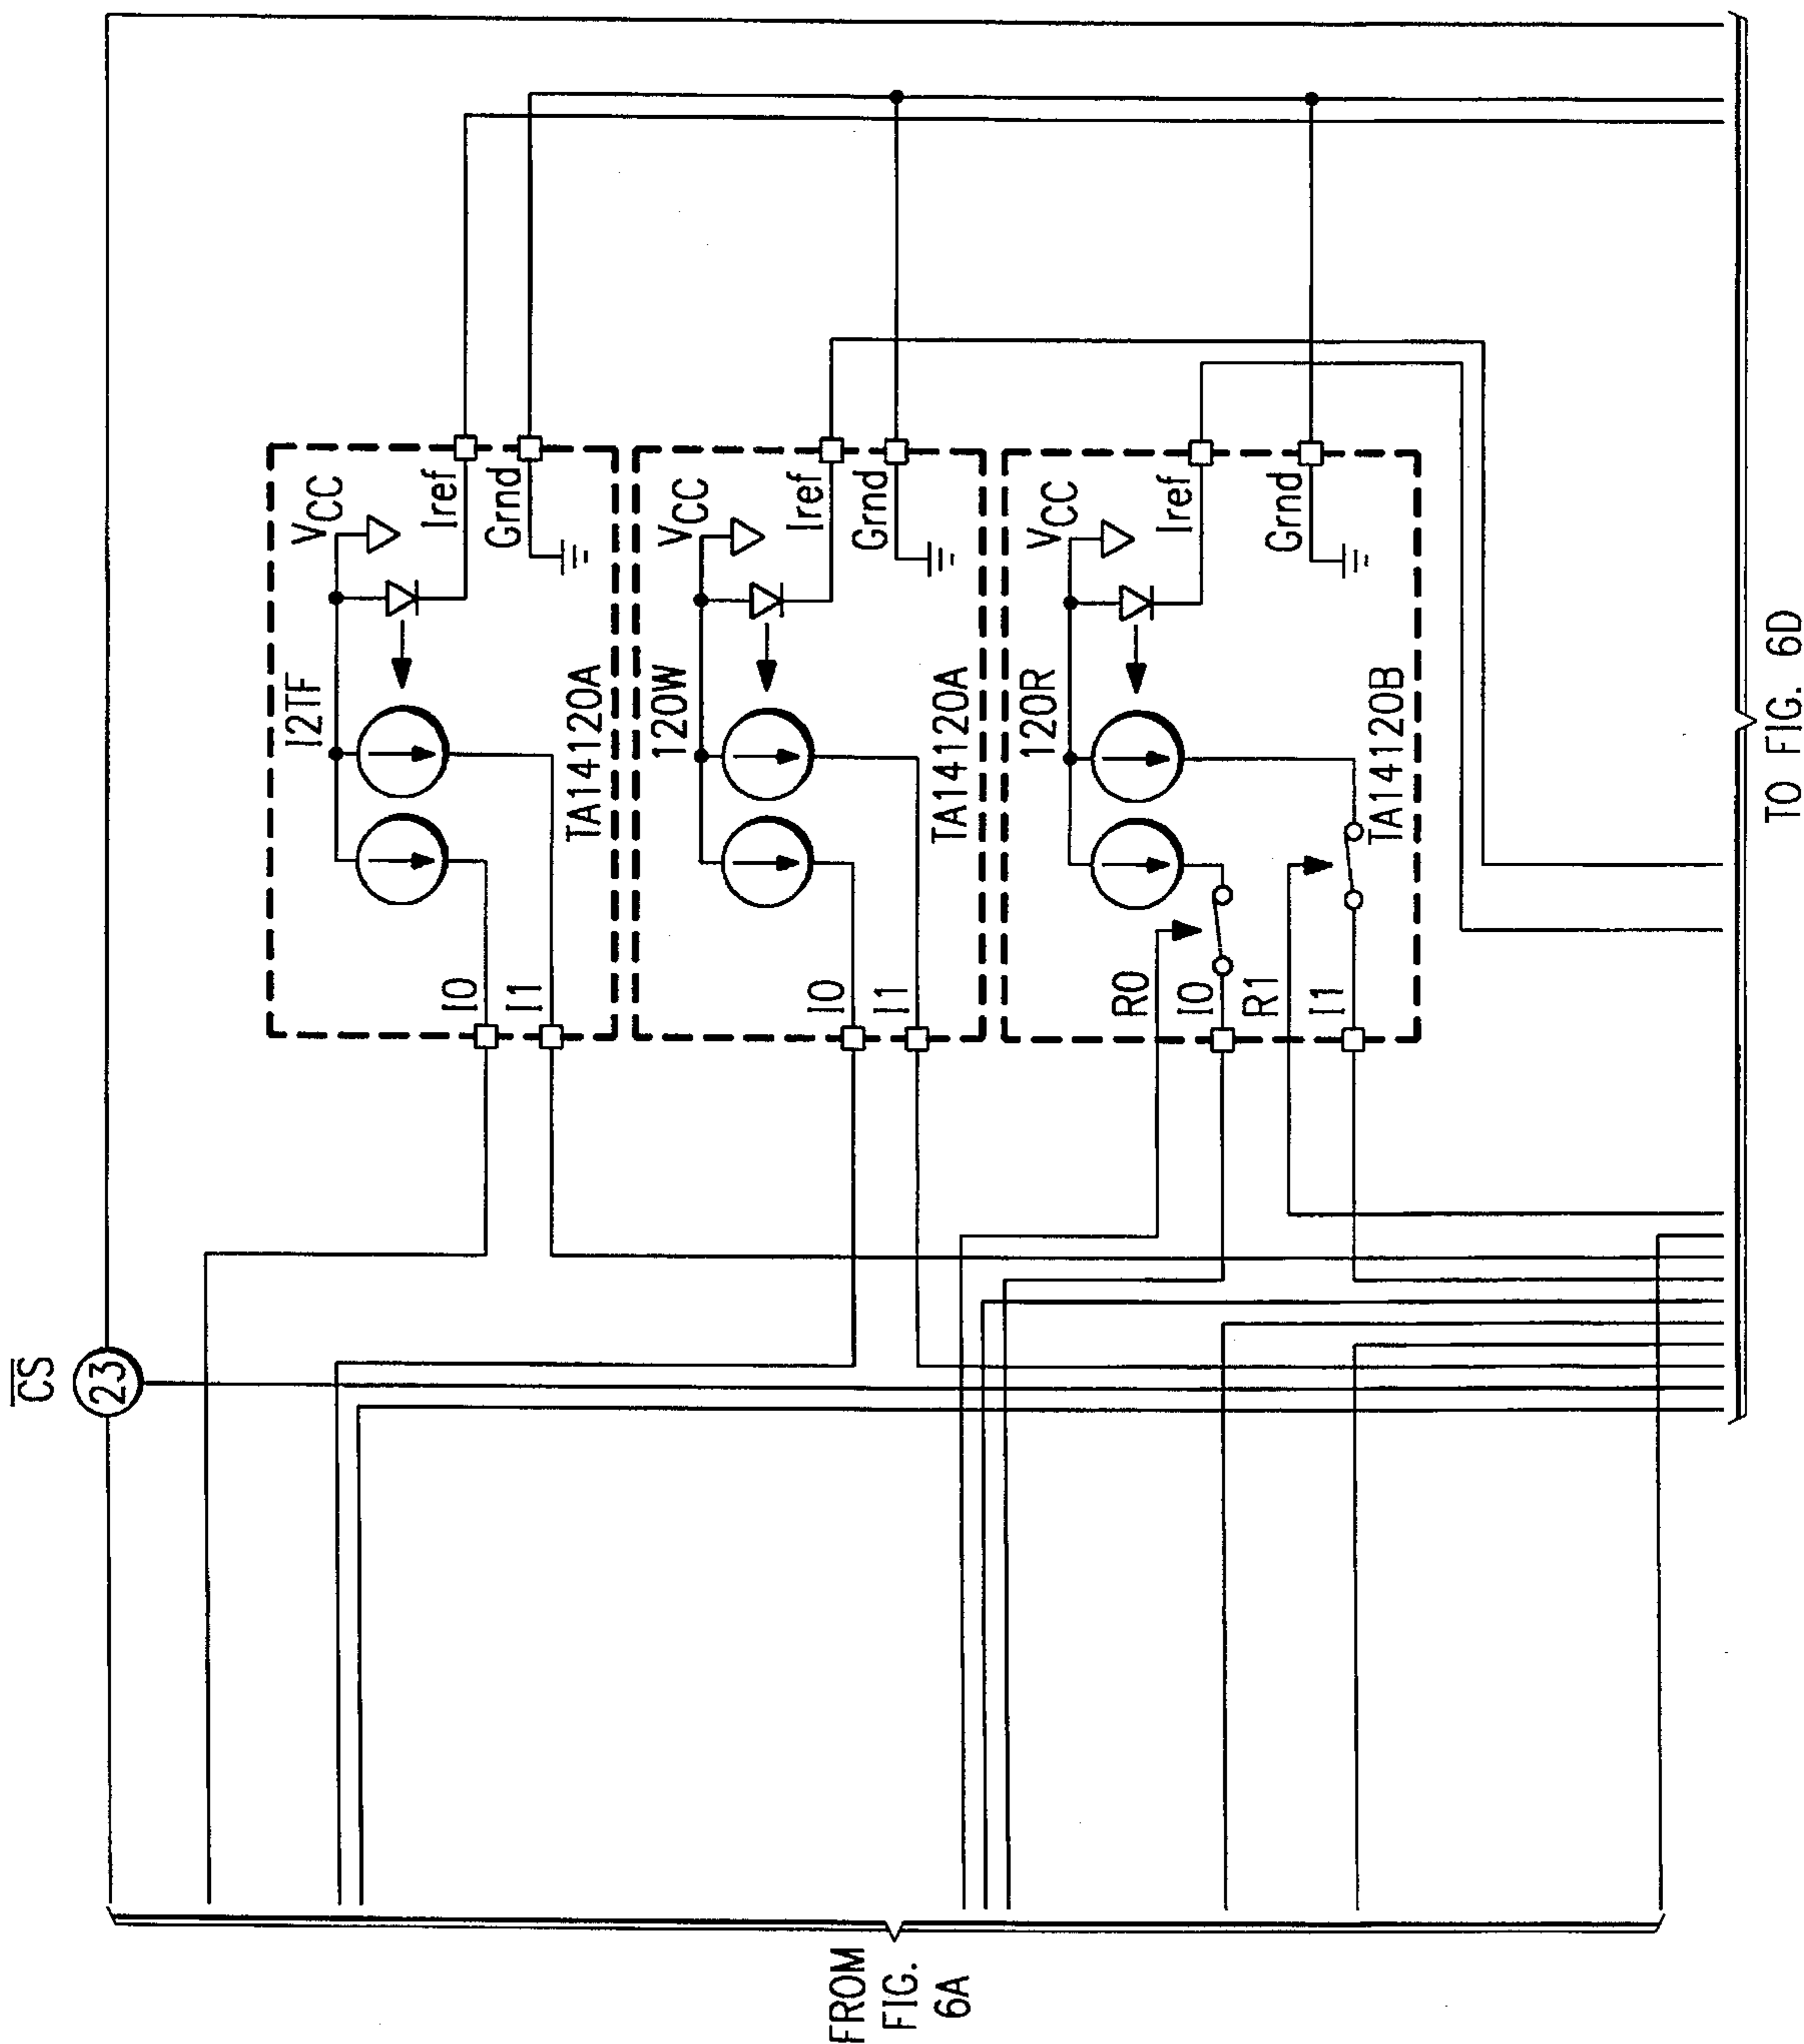 CS
23
I2TF
VCC
I0
Iref
I1
Grnd
TA14120A
120W
VCC
I0
Iref
I1
Grnd
TA14120A
120R
VCC
R0
I0
Iref
R1
Grnd
I1
TA14120B
FROM
FIG.
6A
TO FIG. 6D